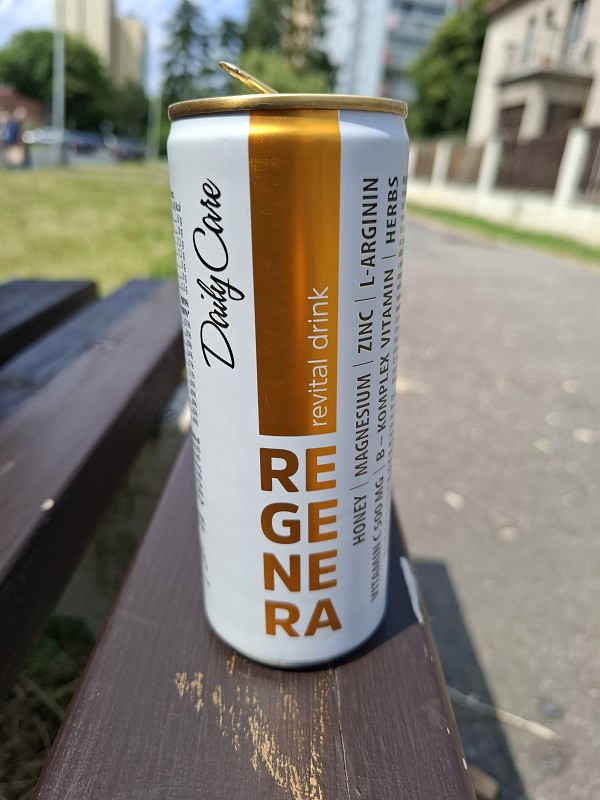 Daily Care
revital drink
RE
GE
NE
RA
HONEY | MAGNESIUM | ZINC | L-ARGININ
VITAMIN C 500 MG | B - KOMPLEX VITAMIN | HERBS